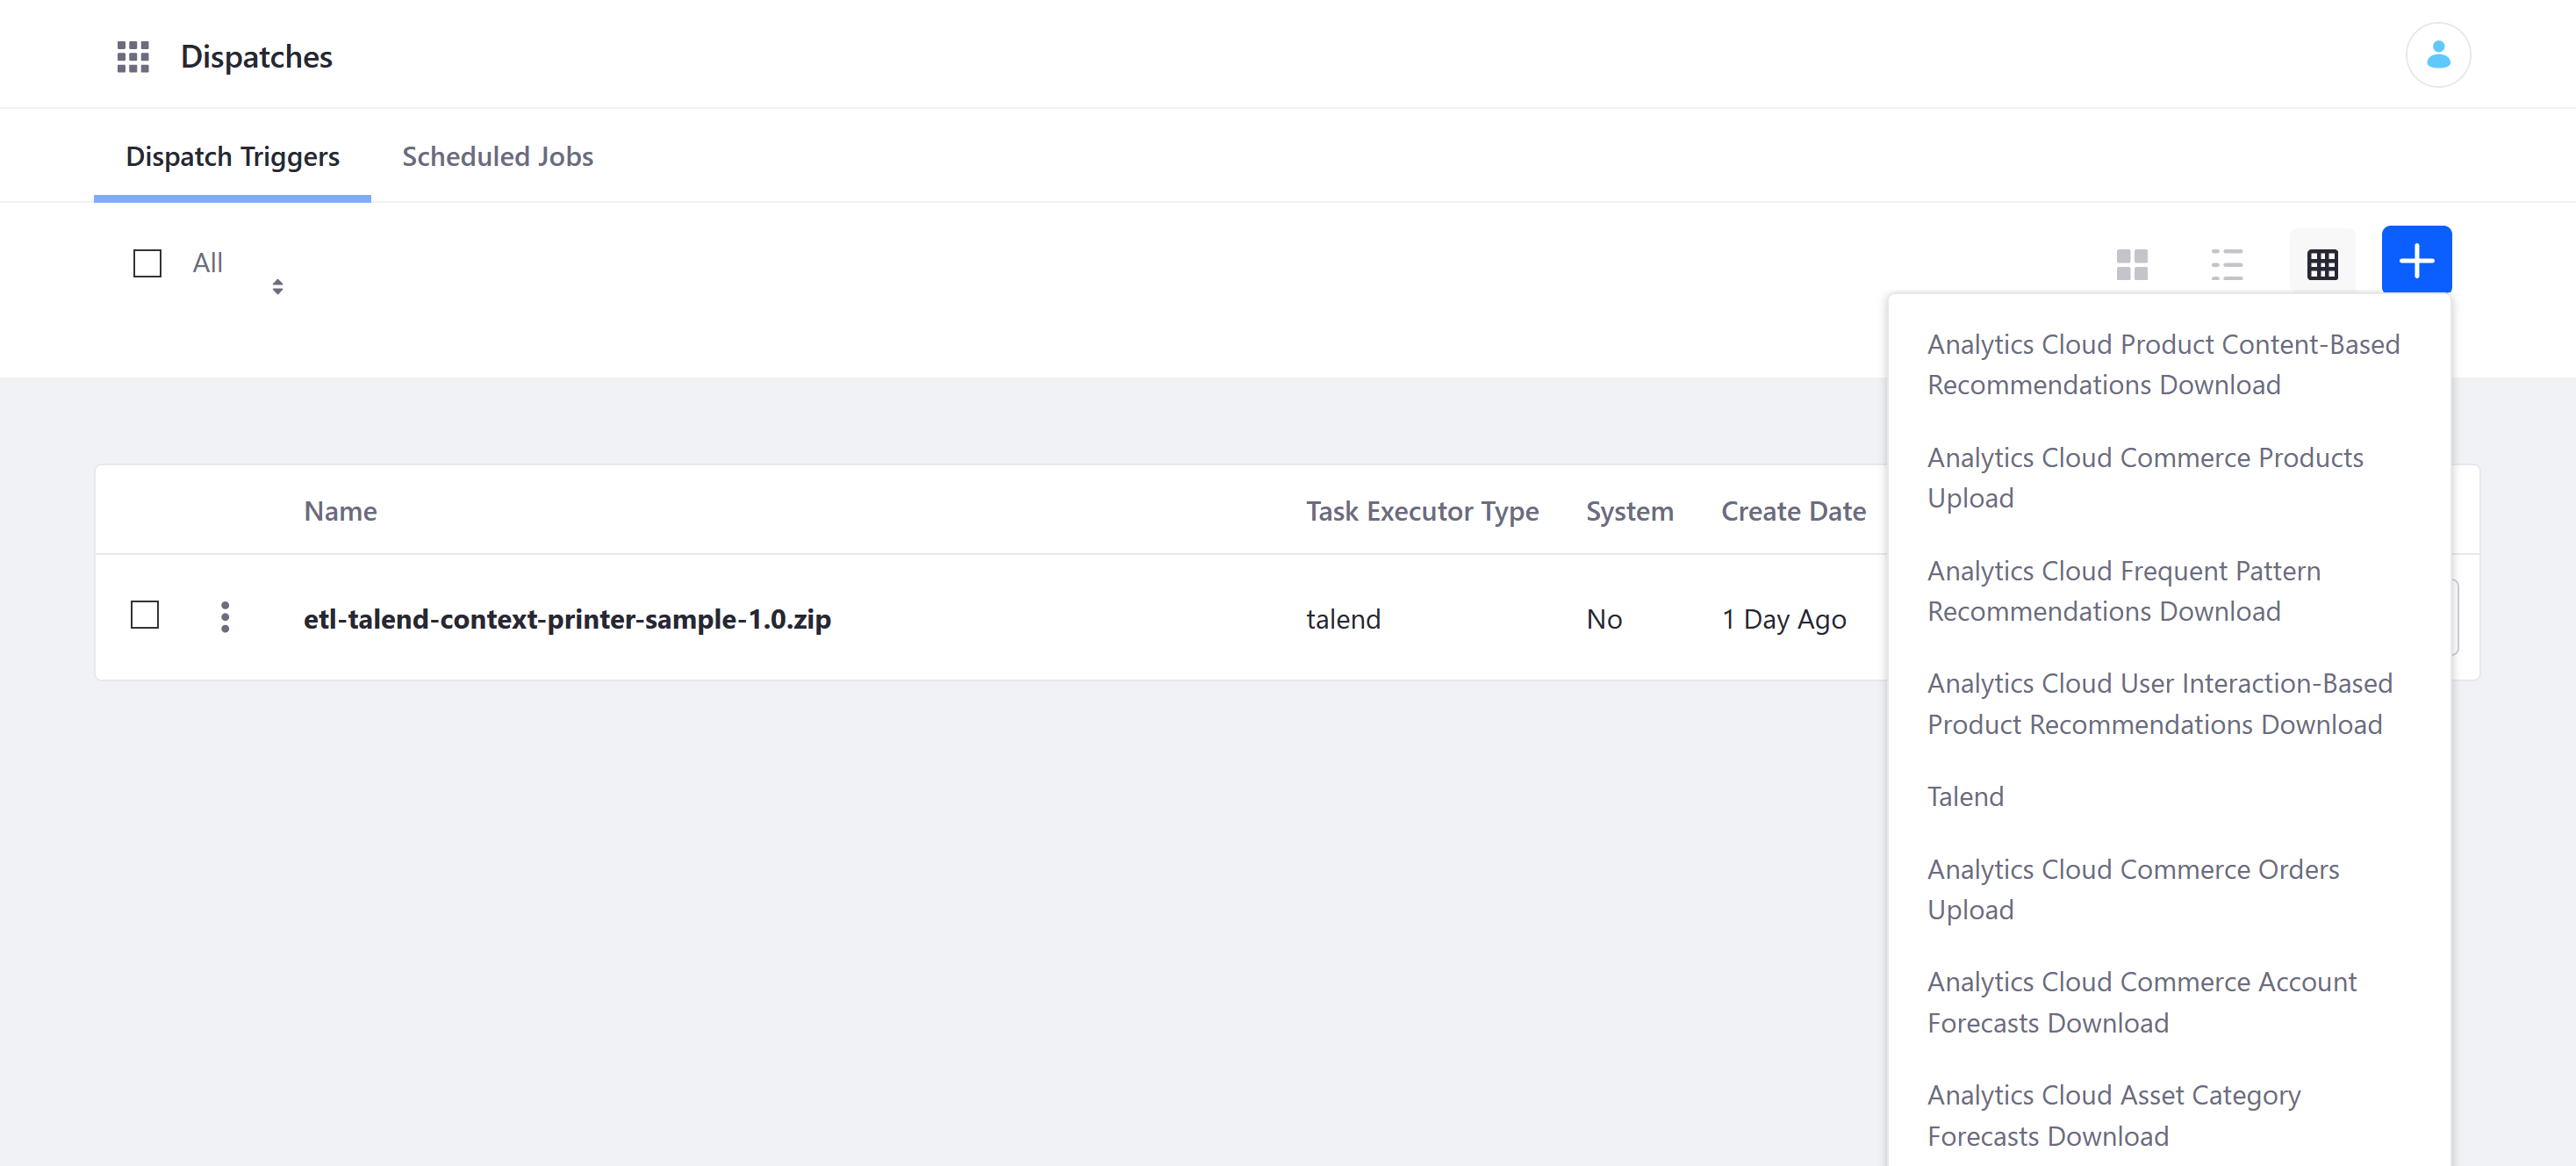 Dispatches
Dispatch Triggers
Scheduled Jobs
All
Analytics Cloud Product Content-Based
Recommendations Download
Analytics Cloud Commerce Products
Upload
Analytics Cloud Frequent Pattern
Recommendations Download
Analytics Cloud User Interaction-Based
Product Recommendations Download
Talend
Analytics Cloud Commerce Orders
Upload
Analytics Cloud Commerce Account
Forecasts Download
Analytics Cloud Asset Category
Forecasts Download
Name
Task Executor Type
System
Create Date
etl-talend-context-printer-sample-1.0.zip
talend
No
1 Day Ago